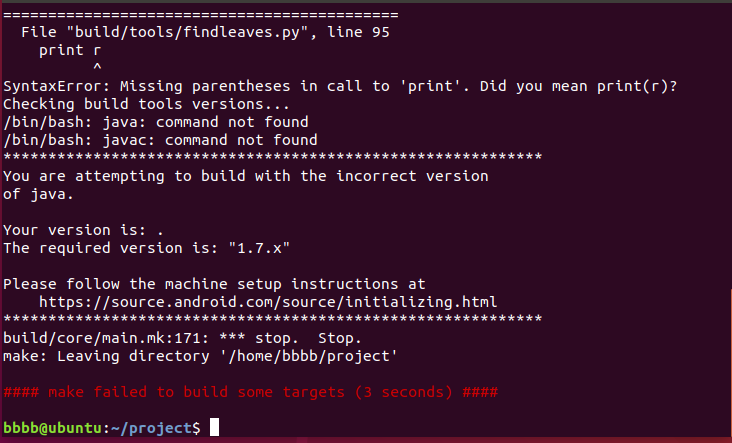 ============================================
  File "build/tools/findleaves.py", line 95
    print r
          ^
SyntaxError: Missing parentheses in call to 'print'. Did you mean print(r)?
Checking build tools versions...
/bin/bash: java: command not found
/bin/bash: javac: command not found
************************************************************
You are attempting to build with the incorrect version
of java.

Your version is: .
The required version is: "1.7.x"

Please follow the machine setup instructions at
    https://source.android.com/source/initializing.html
************************************************************
build/core/main.mk:171: *** stop.  Stop.
make: Leaving directory '/home/bbbb/project'

#### make failed to build some targets (3 seconds) ####

bbbb@ubuntu:~/project$